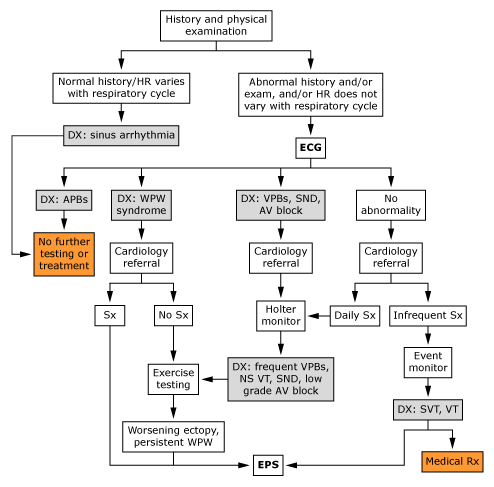 History and physical
examination
Normal history/HR varies
with respiratory cycle
Abnormal history and/or
exam, and/or HR does not
vary with respiratory cycle
DX: sinus arrhythmia
ECG
DX: APBs
DX: WPW
syndrome
DX: VPBs, SND,
AV block
No
abnormality
No further
testing or
treatment
Cardiology
referral
Cardiology
referral
Cardiology
referral
Sx
No Sx
Holter
monitor
Daily Sx
Infrequent Sx
Event
monitor
Exercise
testing
DX: frequent VPBs,
NS VT, SND, low
grade AV block
DX: SVT, VT
Worsening ectopy,
persistent WPW
EPS
Medical Rx